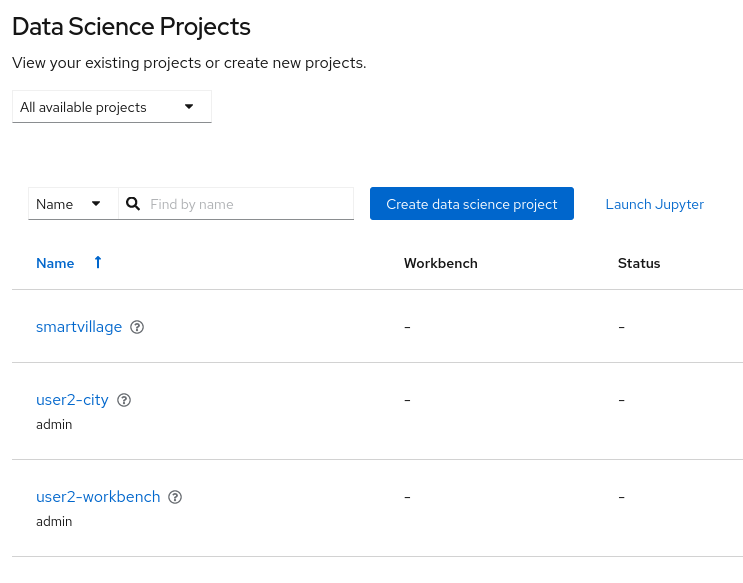 Data Science Projects
View your existing projects or create new projects.
All available projects
Name Find by name Create data science project Launch Jupyter
Name Workbench Status
smartvillage - -
user2-city - -
admin
user2-workbench - -
admin